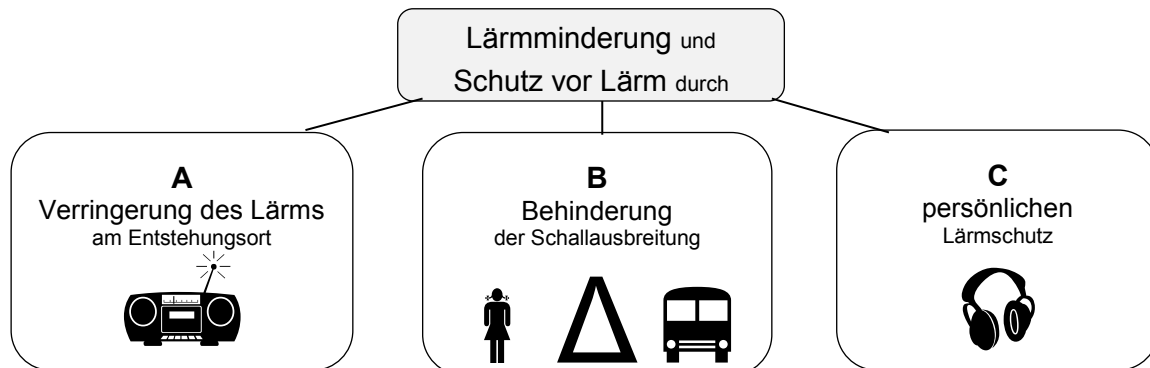 Lärmminderung und
Schutz vor Lärm durch
A
Verringerung des Lärms
am Entstehungsort
B
Behinderung
der Schallausbreitung
C
persönlichen
Lärmschutz